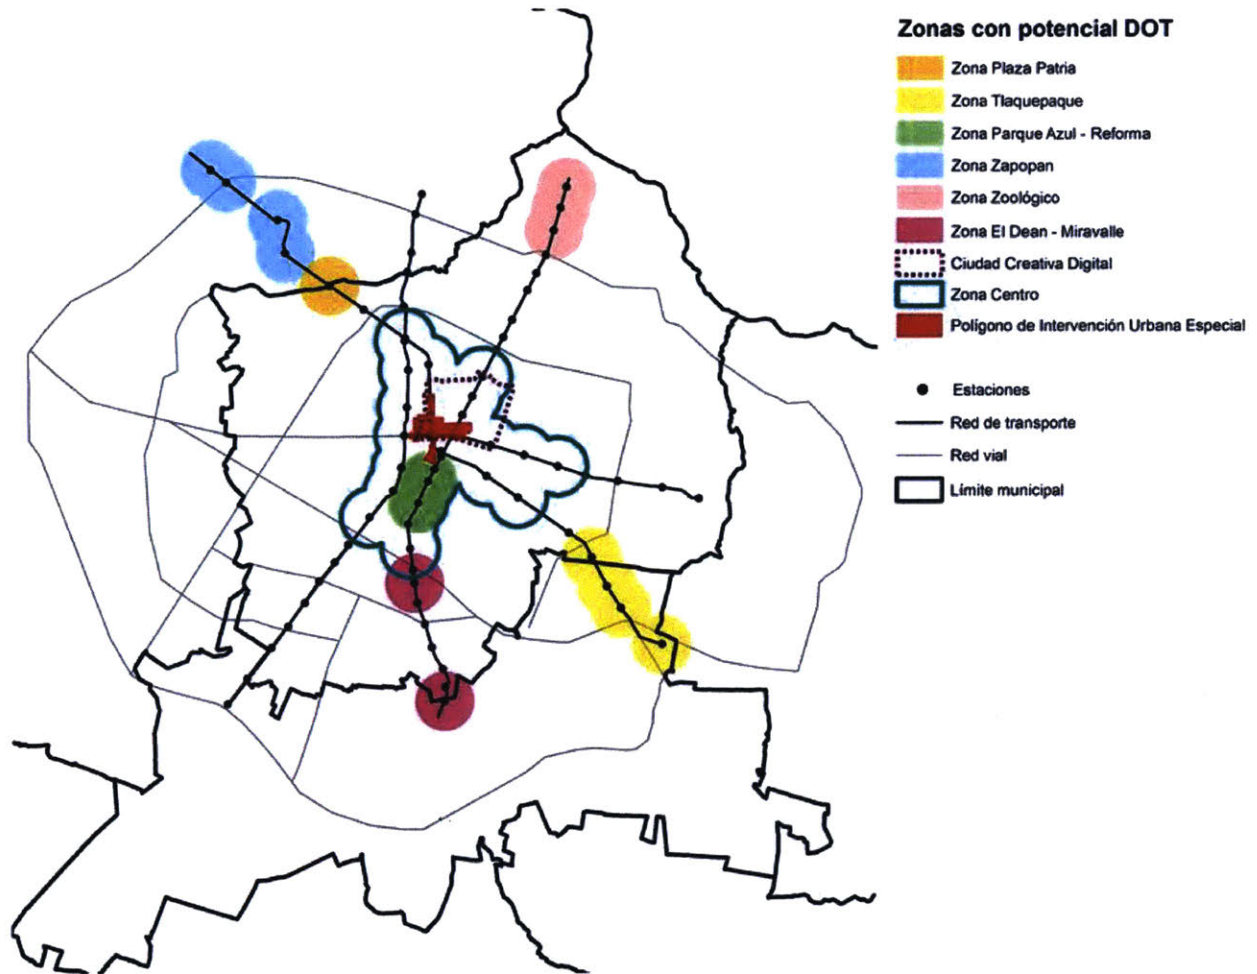 Zonas con potencial DOT
Zona Plaza Patria
Zona Tlaquepaque
Zona Parque Azul - Reforma
Zona Zapopan
Zona Zoológico
Zona El Dean - Miravalle
Ciudad Creativa Digital
Zona Centro
Polígono de Intervención Urbana Especial
Estaciones
Red de transporte
Red vial
Límite municipal